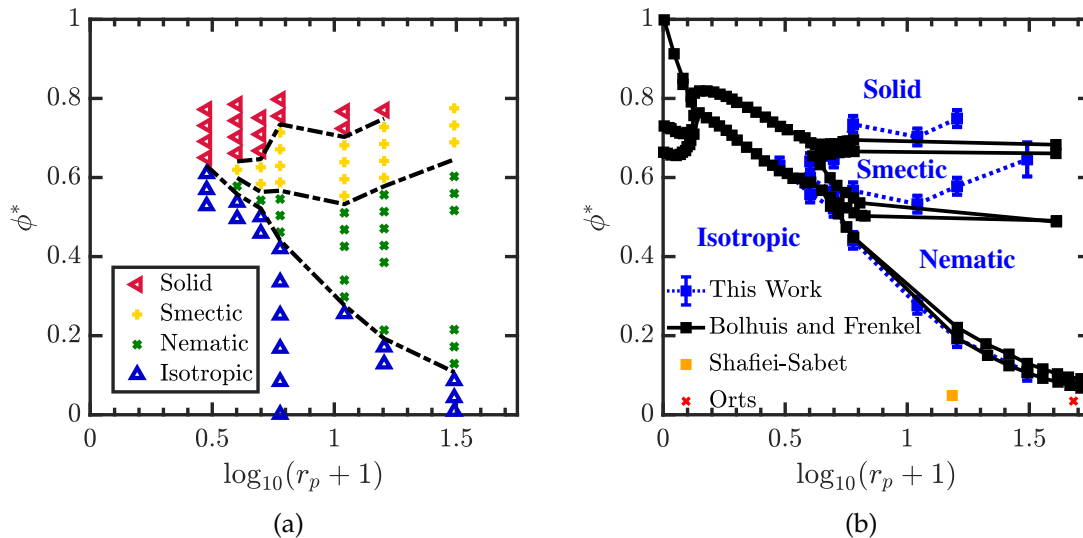 1
0.8
0.6
0.4
0.2
0
ϕ*
Solid
Smectic
Nematic
Isotropic
0 0.5 1 1.5
log₁₀(rₚ + 1)
(a)
1
0.8
0.6
0.4
0.2
0
ϕ*
Solid
Smectic
Isotropic
Nematic
This Work
Bolhuis and Frenkel
Shafiei-Sabet
Orts
0 0.5 1 1.5
log₁₀(rₚ + 1)
(b)